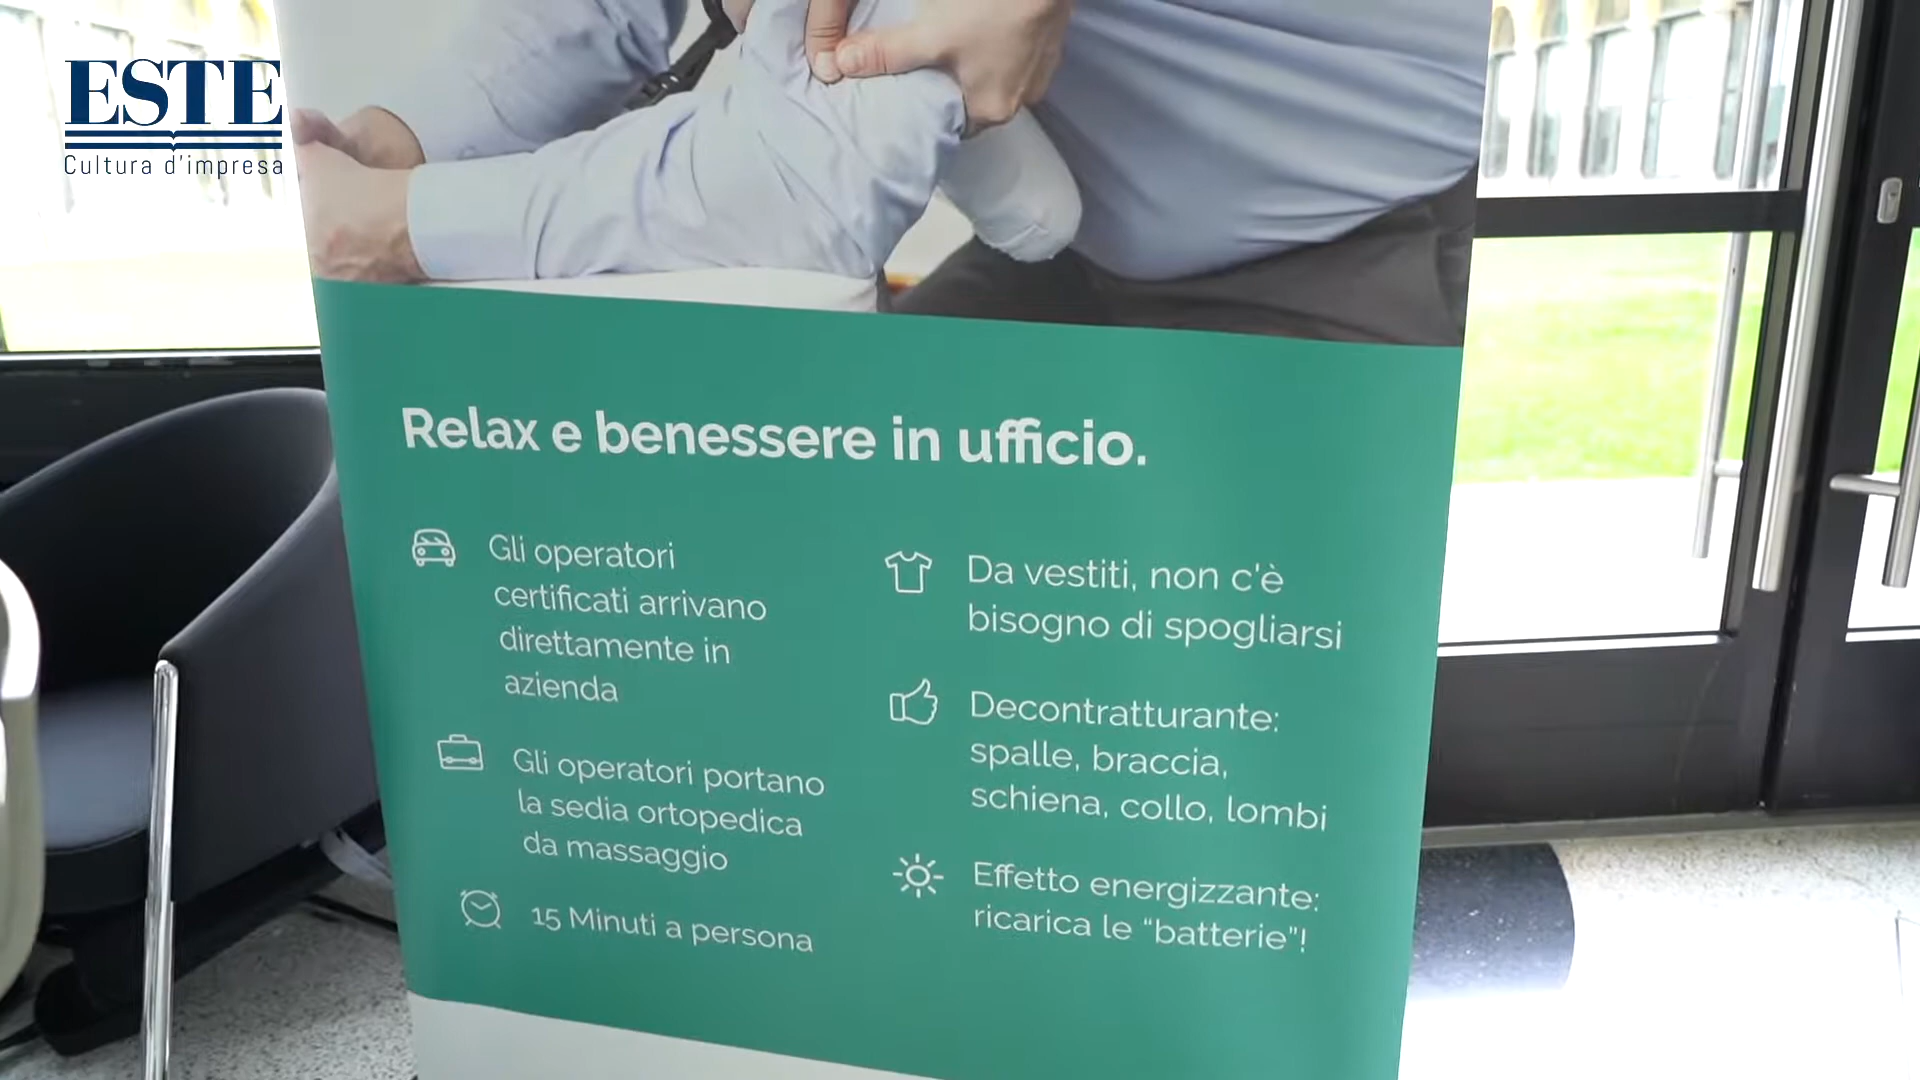 ESTE
Cultura d'impresa
Relax e benessere in ufficio.
Gli operatori
certificati arrivano
direttamente in
azienda
Gli operatori portano
la sedia ortopedica
da massaggio
15 Minuti a persona
Da vestiti, non c'è
bisogno di spogliarsi
Decontratturante:
spalle, braccia,
schiena, collo, lombi
Effetto energizzante:
ricarica le “batterie”!